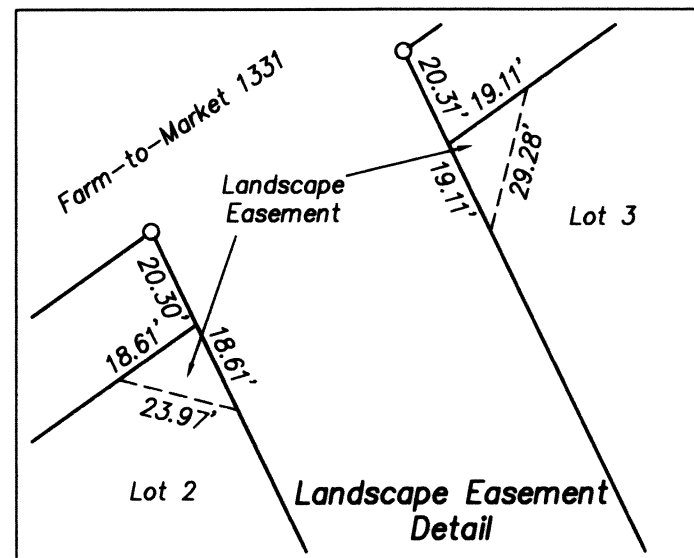 Farm-to-Market 1331
20.31'
19.11'
Landscape
Easement
19.11'
29.28'
Lot 3
20.30'
18.61'
18.61'
23.97'
Lot 2
Landscape Easement
Detail